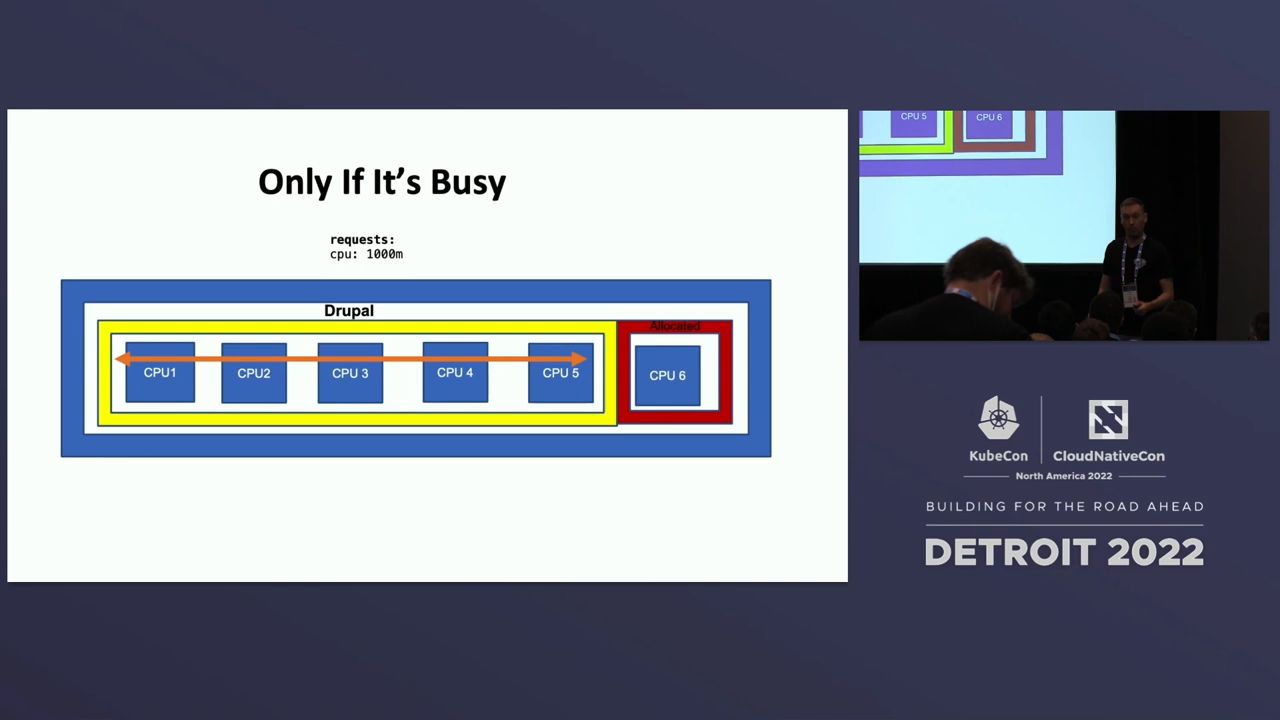 Only If It's Busy
requests:
cpu: 1000m
Drupal
Allocated
CPU1
CPU2
CPU 3
CPU 4
CPU 5
CPU 6
CPU 5
CPU 6
KubeCon
CloudNativeCon
North America 2022
BUILDING FOR THE ROAD AHEAD
DETROIT 2022